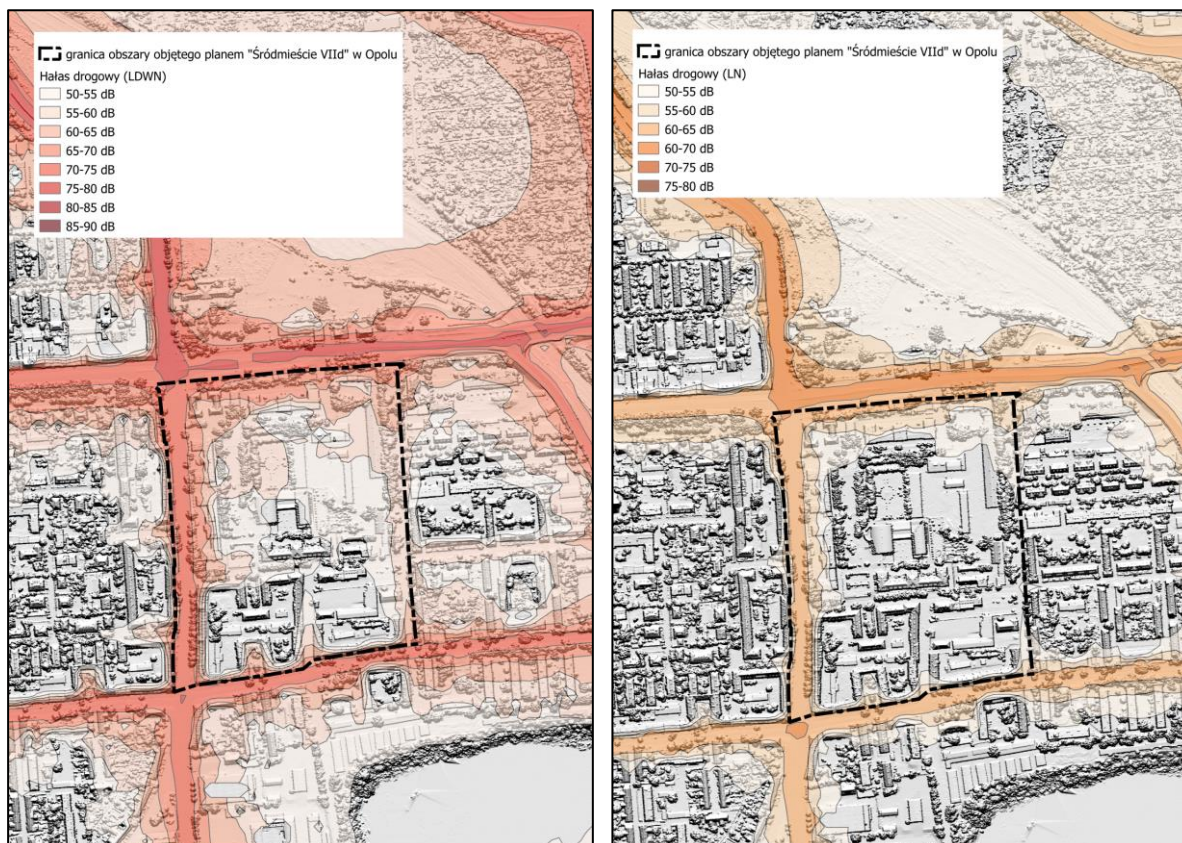 granica obszary objętego planem "Śródmieście VIId" w Opolu
Hałas drogowy (LDWN)
50-55 dB
55-60 dB
60-65 dB
65-70 dB
70-75 dB
75-80 dB
80-85 dB
85-90 dB
granica obszary objętego planem "Śródmieście VIId" w Opolu
Hałas drogowy (LN)
50-55 dB
55-60 dB
60-65 dB
60-70 dB
70-75 dB
75-80 dB